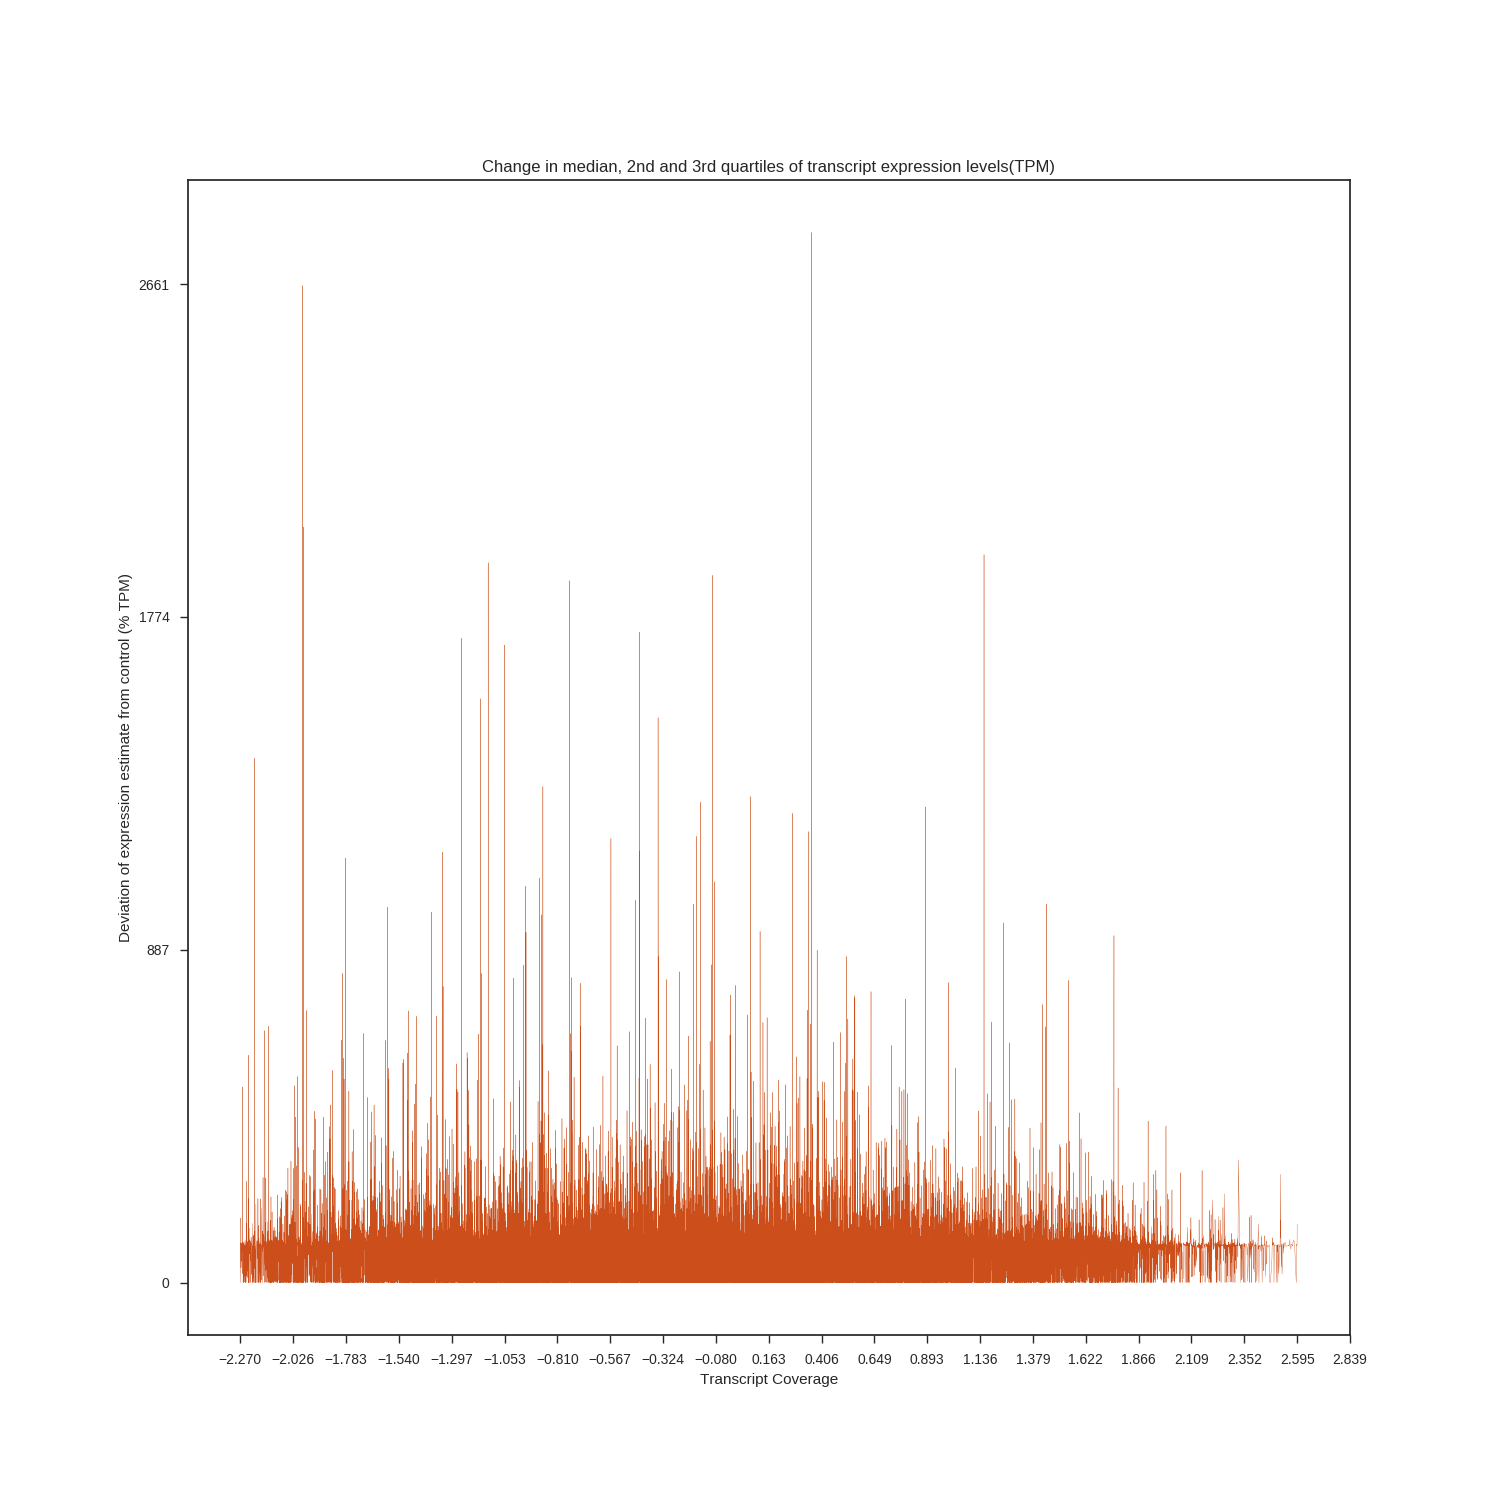 Change in median, 2nd and 3rd quartiles of transcript expression levels(TPM)
Deviation of expression estimate from control (% TPM)
2661
1774
887
0
−2.270 −2.026 −1.783 −1.540 −1.297 −1.053 −0.810 −0.567 −0.324 −0.080 0.163 0.406 0.649 0.893 1.136 1.379 1.622 1.866 2.109 2.352 2.595 2.839
Transcript Coverage